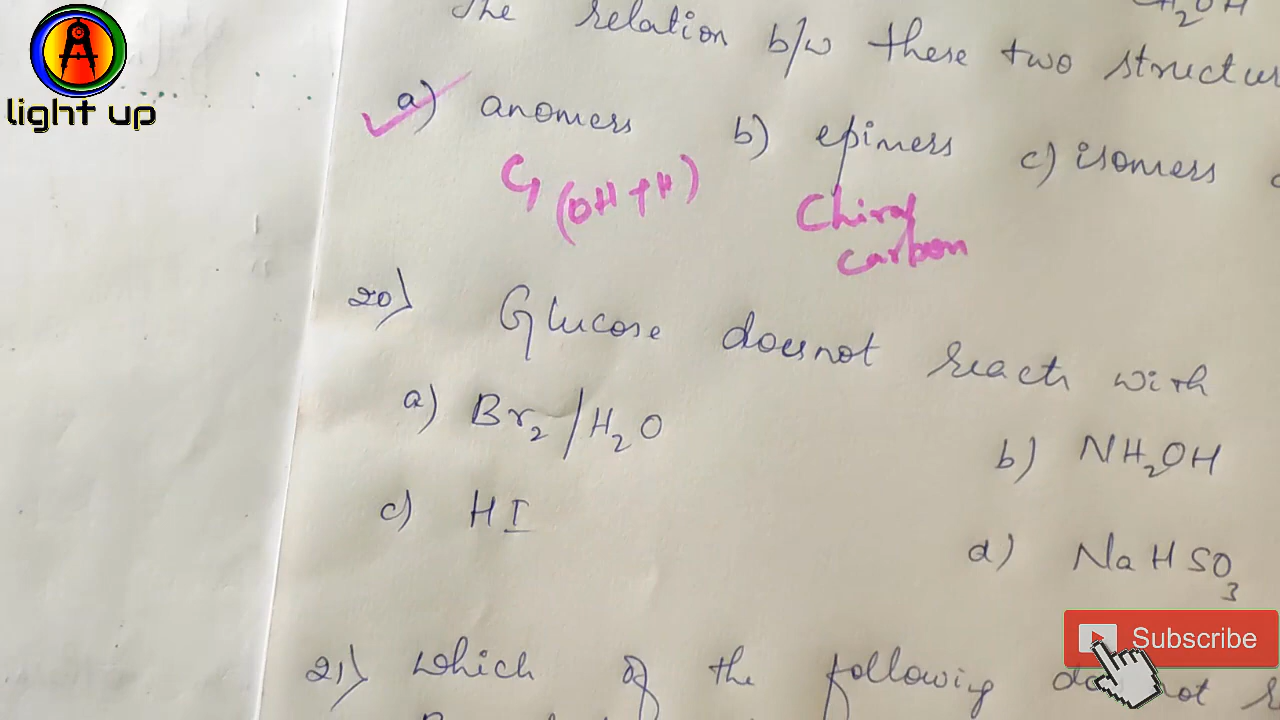 light up
The relation b/w these two structur
a) anomers b) epimers c) isomers
C1 (OH + H) Chiral carbon
20) Glucose doesnot reacts with
a) Br2/H2O b) NH2OH
c) HI d) NaHSO3
Subscribe
21) which of the following